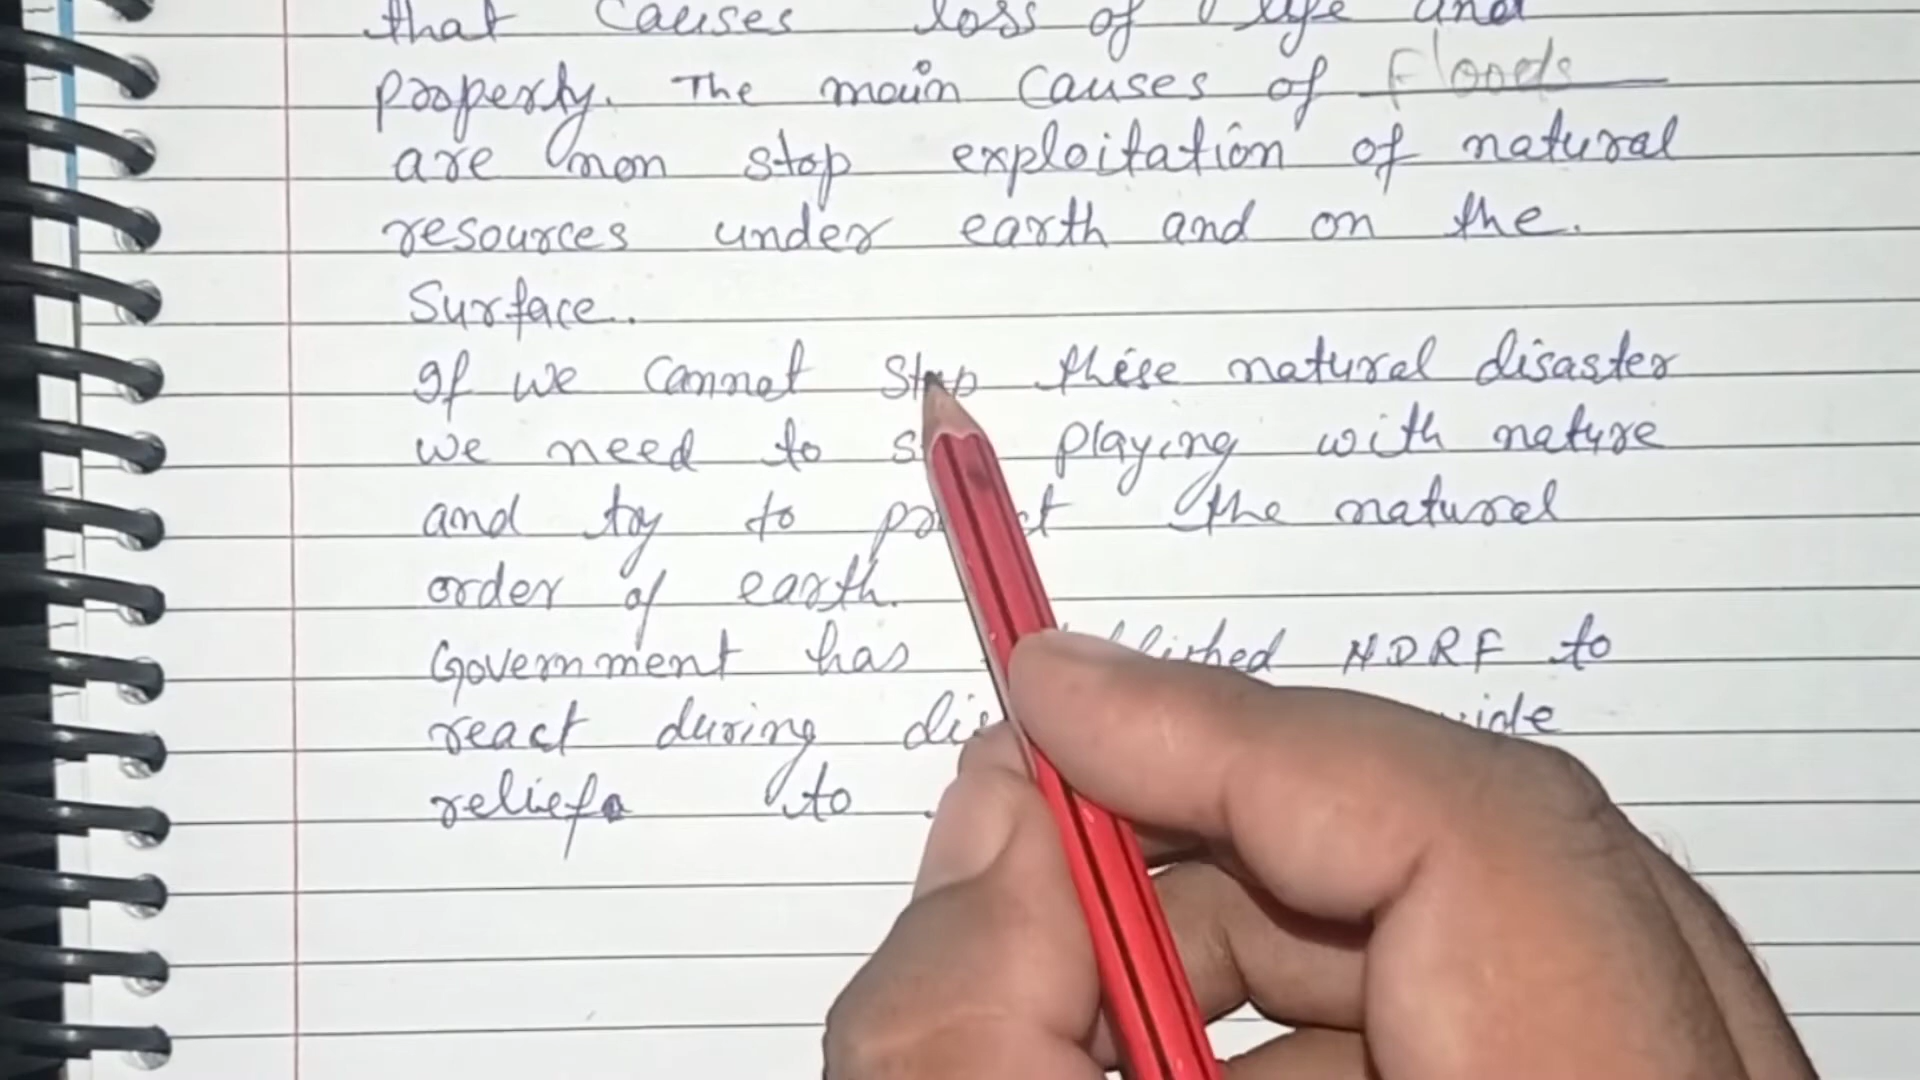 that causes loss of life and
property. The main causes of Floods
are non stop exploitation of natural
resources under earth and on the.
Surface.
If we cannot stop these natural disaster
we need to playing with nature
and try to the natural
order of earth.
Government has NDRF to
react during
relief to